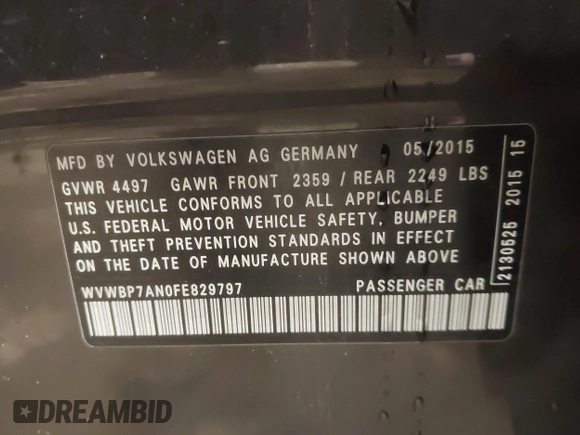 MFD BY VOLKSWAGEN AG GERMANY 05/2015
GVWR 4497 GAWR FRONT 2359 / REAR 2249 LBS
THIS VEHICLE CONFORMS TO ALL APPLICABLE
U.S. FEDERAL MOTOR VEHICLE SAFETY, BUMPER
AND THEFT PREVENTION STANDARDS IN EFFECT
ON THE DATE OF MANUFACTURE SHOWN ABOVE
WVWBP7AN0FE829797 PASSENGER CAR
2130525 2015 15
DREAMBID